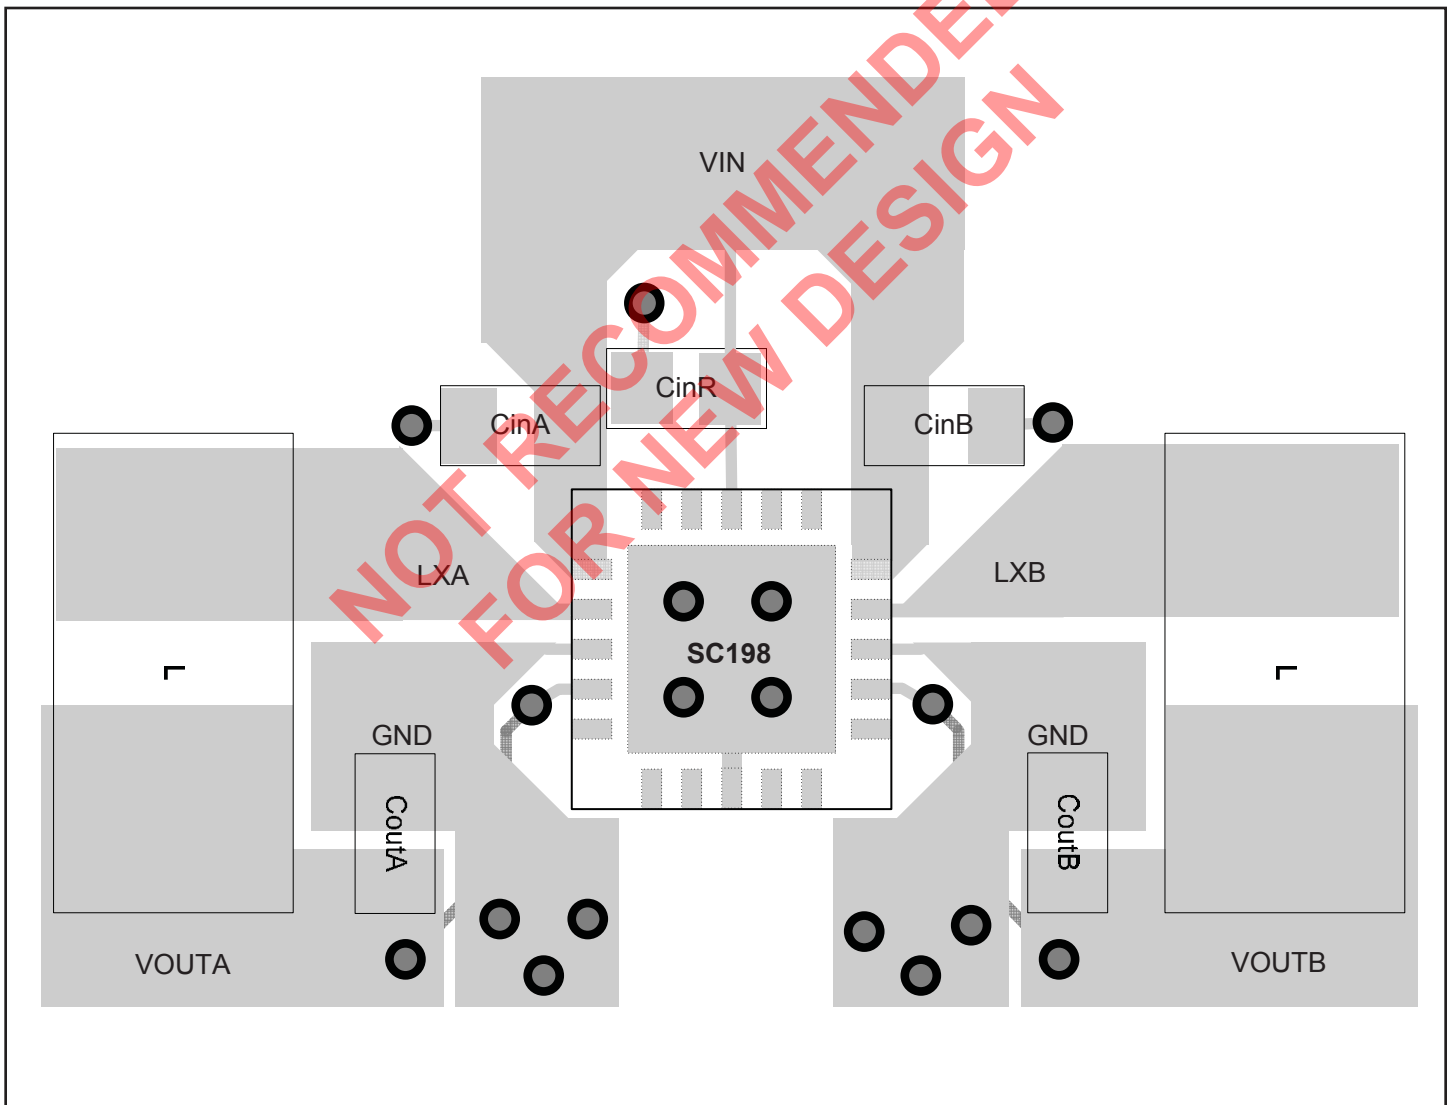 NOT RECOMMENDED
FOR NEW DESIGN
VIN
CinR
CinA
CinB
LXA
LXB
SC198
L
L
GND
GND
CoutA
CoutB
VOUTA
VOUTB